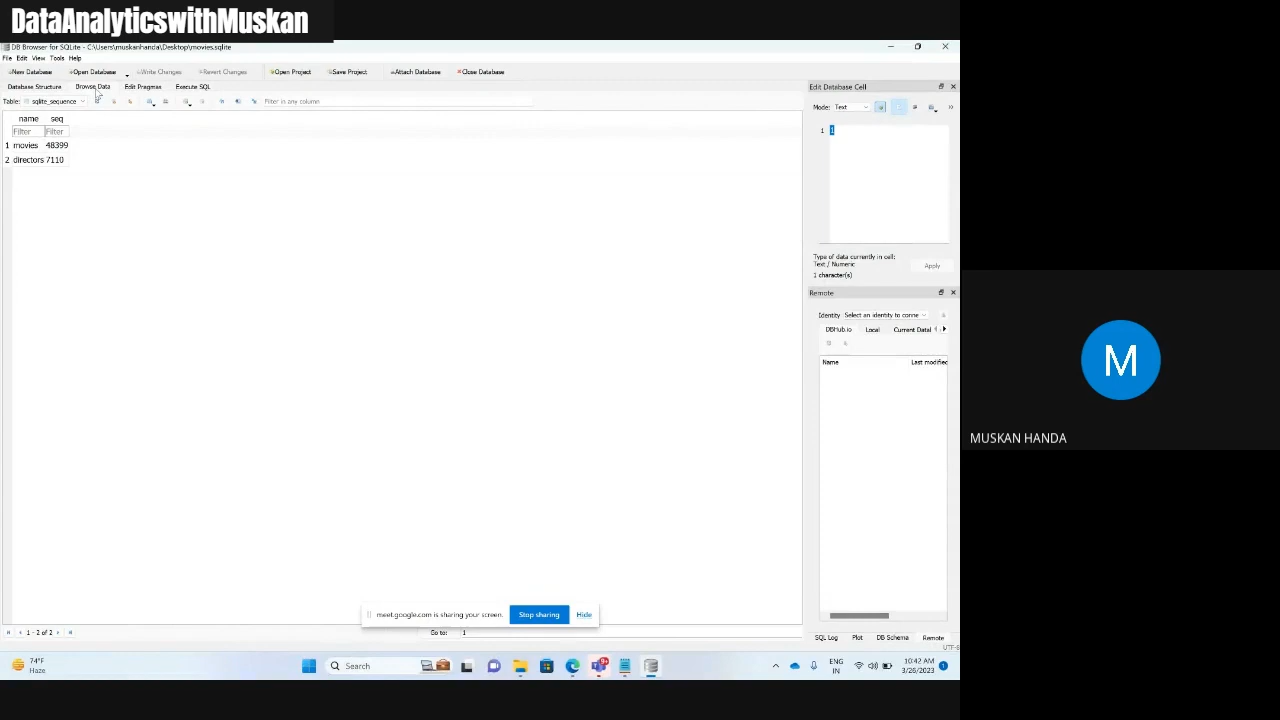 DataAnalyticswithMuskan
DB Browser for SQLite - C:\Users\muskanhanda\Desktop\movies.sqlite
File Edit View Tools Help
New Database Open Database Write Changes Revert Changes Open Project Save Project Attach Database Close Database
Database Structure Browse Data Edit Pragmas Execute SQL
Table: sqlite_sequence Filter in any column
name seq
Filter Filter
1 movies 48399
2 directors 7110
1 - 2 of 2 Go to: 1
Edit Database Cell
Mode: Text
1 1
Type of data currently in cell:
Text / Numeric
1 character(s)
Apply
Remote
Identity Select an identity to conne
DBHub.io Local Current Datal
Name Last modified
SQL Log Plot DB Schema Remote
UTF-8
meet.google.com is sharing your screen. Stop sharing Hide
74°F
Haze
Search
ENG
IN
10:42 AM
3/26/2023
M
MUSKAN HANDA